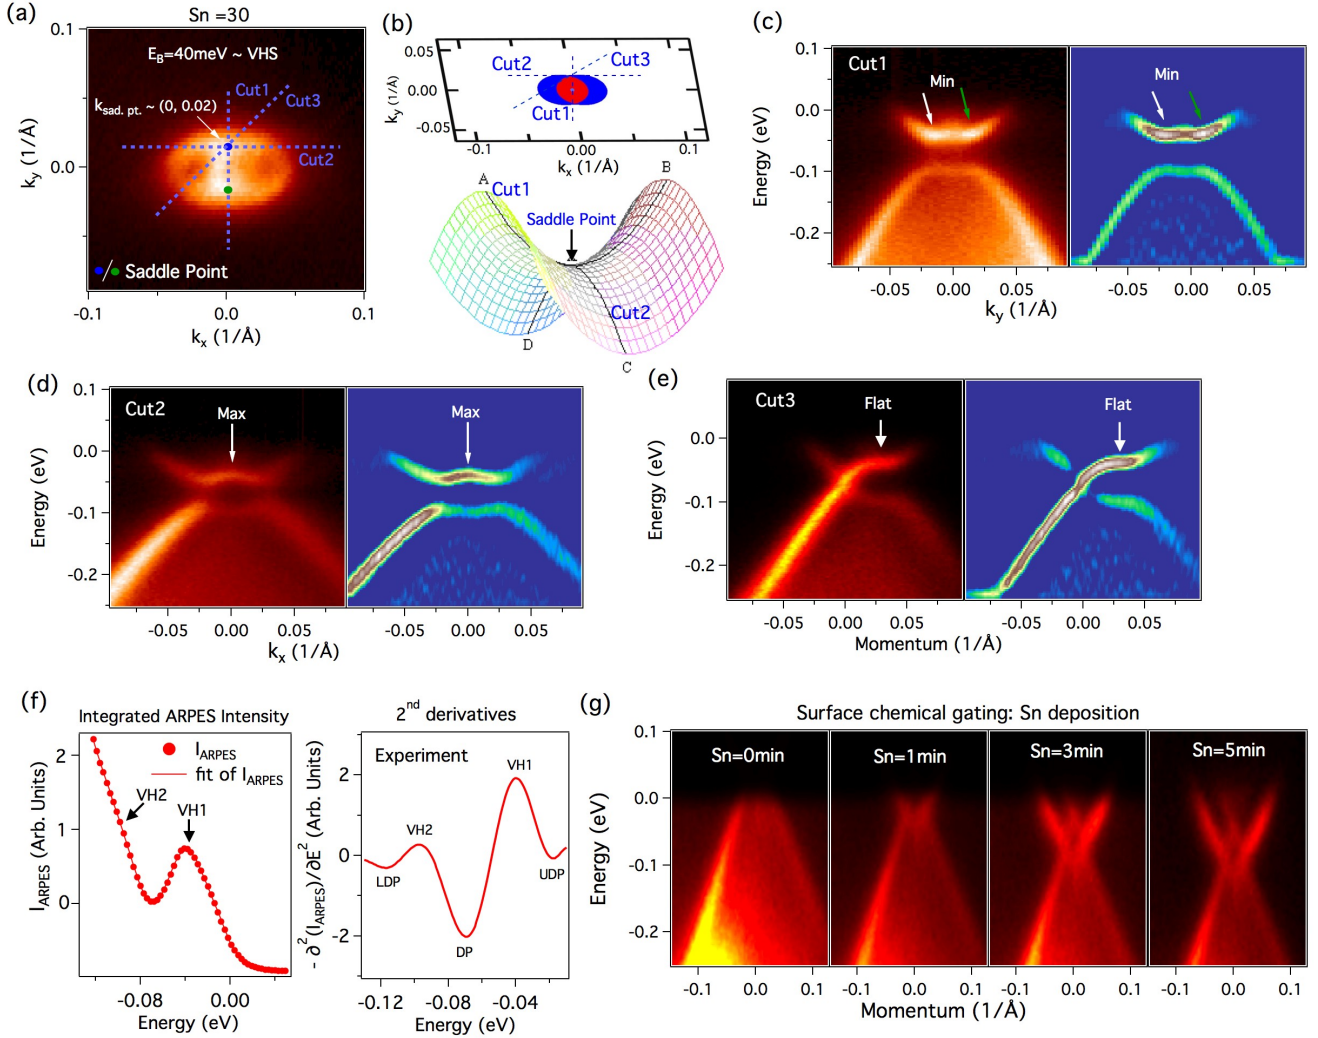 (a)
Sn =30
0.1
0.0
-0.1
0.0
0.1
k_y (1/Å)
k_x (1/Å)
E_B=40meV ~ VHS
k_sad. pt. ~ (0, 0.02)
Cut1
Cut3
Cut2
/ Saddle Point
(b)
0.05
0.00
-0.05
k_y (1/Å)
Cut2
Cut3
Cut1
-0.1
0.00
0.1
k_x (1/Å)
A
Cut1
B
Saddle Point
Cut2
D
C
(c)
0.1
0.0
-0.1
-0.2
Energy (eV)
Cut1
Min
Min
-0.05
0.00
0.05
-0.05
0.00
0.05
k_y (1/Å)
(d)
0.1
0.0
-0.1
-0.2
Energy (eV)
Cut2
Max
Max
-0.05
0.00
0.05
-0.05
0.00
0.05
k_x (1/Å)
(e)
0.0
-0.1
-0.2
Energy (eV)
Cut3
Flat
Flat
-0.05
0.00
0.05
-0.05
0.00
0.05
Momentum (1/Å)
(f)
Integrated ARPES Intensity
2
1
0
I_ARPES (Arb. Units)
I_ARPES
fit of I_ARPES
VH2
VH1
-0.08
0.00
Energy (eV)
2^nd derivatives
2
0
-2
- ∂²(I_ARPES)/∂E² (Arb. Units)
Experiment
VH1
VH2
LDP
UDP
DP
-0.12
-0.08
-0.04
Energy (eV)
(g)
Surface chemical gating: Sn deposition
0.1
0.0
-0.1
-0.2
Energy (eV)
Sn=0min
Sn=1min
Sn=3min
Sn=5min
-0.1
0.0
0.1
-0.1
0.0
0.1
-0.1
0.0
0.1
-0.1
0.0
0.1
Momentum (1/Å)